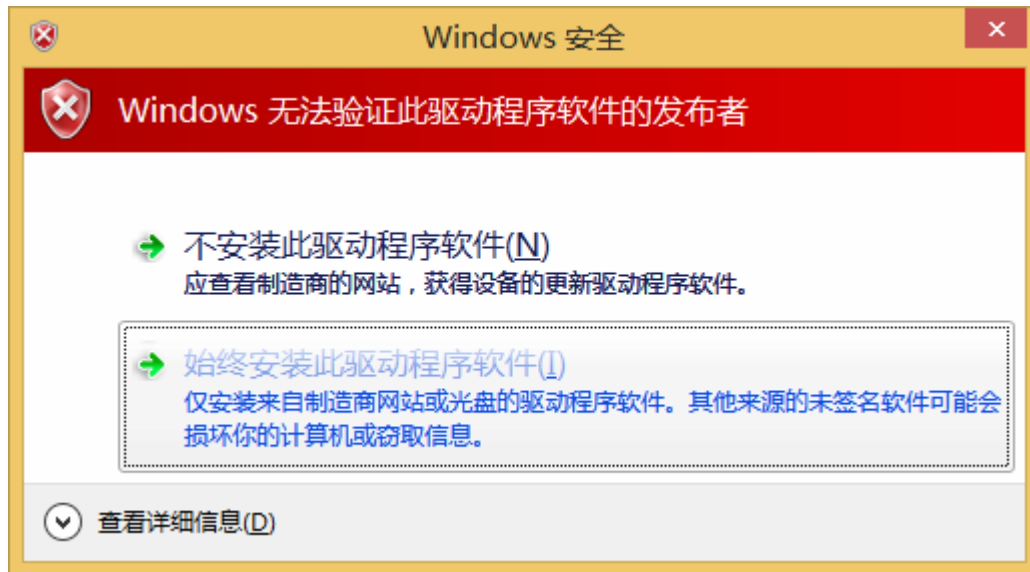 Windows 安全
Windows 无法验证此驱动程序软件的发布者
不安装此驱动程序软件(N)
应查看制造商的网站，获得设备的更新驱动程序软件。
始终安装此驱动程序软件(I)
仅安装来自制造商网站或光盘的驱动程序软件。其他来源的未签名软件可能会
损坏你的计算机或窃取信息。
查看详细信息(D)